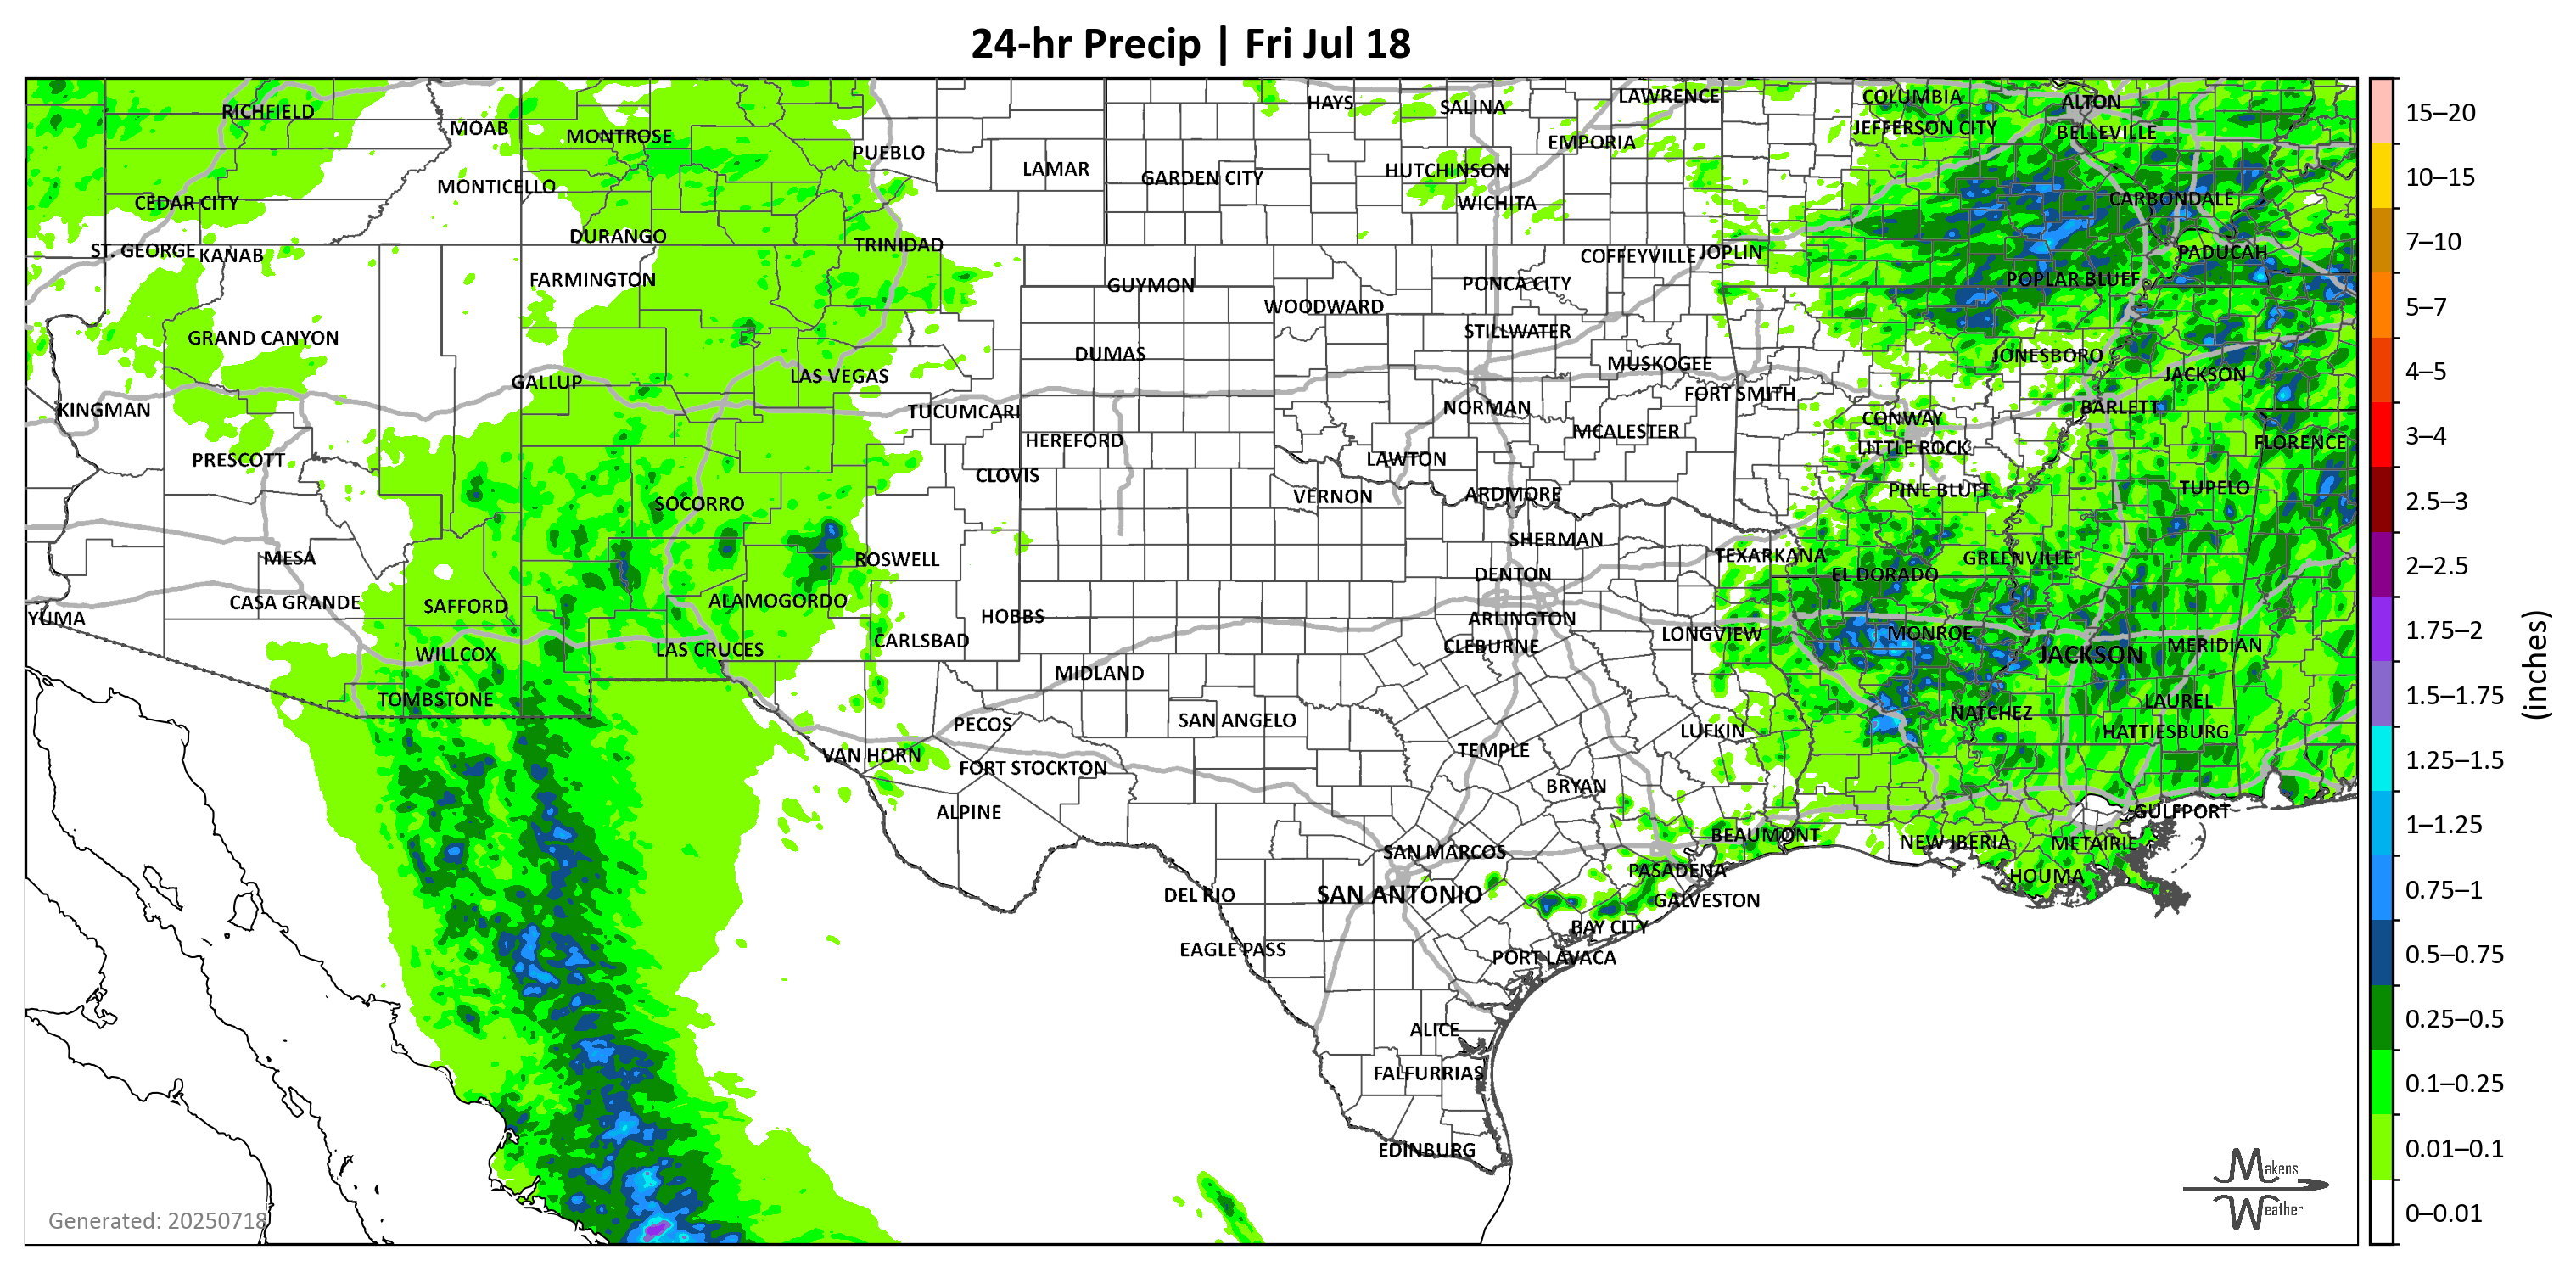 24-hr Precip | Fri Jul 18
RICHFIELD
MOAB
MONTROSE
PUEBLO
LAMAR
HAYS
SALINA
LAWRENCE
COLUMBIA
ALTON
JEFFERSON CITY
BELLEVILLE
EMPORIA
HUTCHINSON
GARDEN CITY
MONTICELLO
CEDAR CITY
WICHITA
CARBONDALE
DURANGO
TRINIDAD
ST. GEORGE
KANAB
COFFEYVILLE
JOPLIN
PADUCAH
FARMINGTON
GUYMON
PONCA CITY
POPLAR BLUFF
WOODWARD
GRAND CANYON
STILLWATER
DUMAS
JONESBORO
MUSKOGEE
GALLUP
LAS VEGAS
JACKSON
FORT SMITH
KINGMAN
TUCUMCARI
NORMAN
BARLETT
CONWAY
MCALESTER
HEREFORD
FLORENCE
LITTLE ROCK
PRESCOTT
LAWTON
CLOVIS
PINE BLUFF
TUPELO
SOCORRO
VERNON
ARDMORE
SHERMAN
MESA
ROSWELL
TEXARKANA
GREENVILLE
DENTON
EL DORADO
CASA GRANDE
SAFFORD
ALAMOGORDO
YUMA
HOBBS
ARLINGTON
LONGVIEW
MONROE
CARLSBAD
CLEBURNE
MERIDIAN
WILLCOX
LAS CRUCES
JACKSON
MIDLAND
TOMBSTONE
LAUREL
NATCHEZ
PECOS
SAN ANGELO
LUFKIN
HATTIESBURG
VAN HORN
TEMPLE
FORT STOCKTON
BRYAN
ALPINE
GULFPORT
BEAUMONT
NEW IBERIA
METAIRIE
SAN MARCOS
PASADENA
HOUMA
DEL RIO
SAN ANTONIO
GALVESTON
BAY CITY
EAGLE PASS
PORT LAVACA
ALICE
FALFURRIAS
EDINBURG
Generated: 20250718
Makens
Weather
15–20
10–15
7–10
5–7
4–5
3–4
2.5–3
2–2.5
1.75–2
1.5–1.75
1.25–1.5
1–1.25
0.75–1
0.5–0.75
0.25–0.5
0.1–0.25
0.01–0.1
0–0.01
(inches)